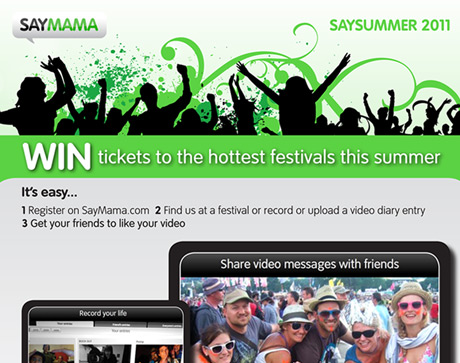 SAYMAMA
SAYSUMMER 2011
WIN tickets to the hottest festivals this summer
It's easy...
1 Register on SayMama.com 2 Find us at a festival or record or upload a video diary entry
3 Get your friends to like your video
Share video messages with friends
Record your life